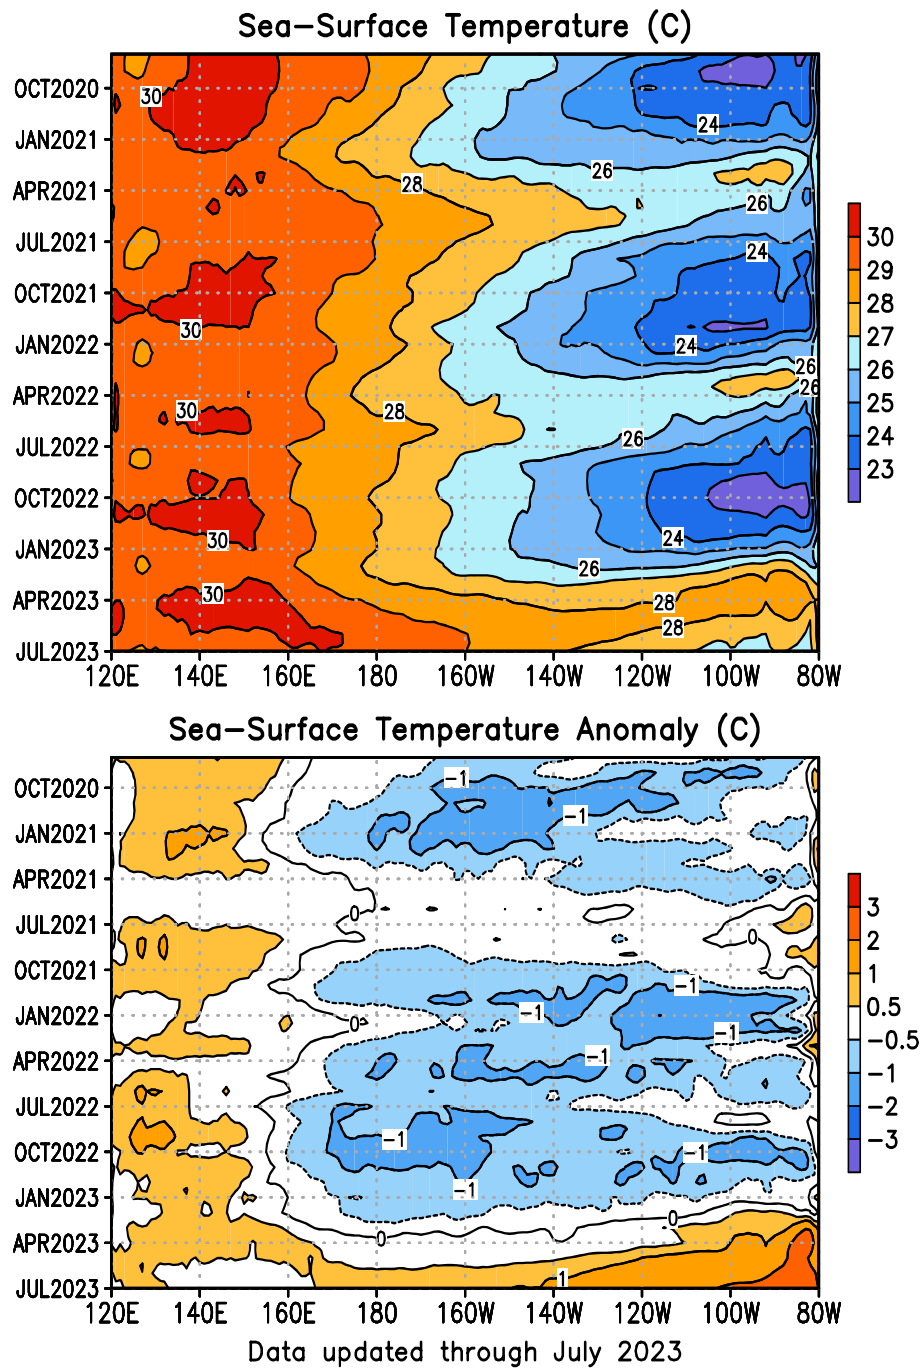 Sea-Surface Temperature (C)
OCT2020
JAN2021
APR2021
JUL2021
OCT2021
JAN2022
APR2022
JUL2022
OCT2022
JAN2023
APR2023
JUL2023
30
24
26
28
26
24
30
24
26
26
30
28
26
30
24
26
30
28
28
120E 140E 160E 180 160W 140W 120W 100W 80W
30
29
28
27
26
25
24
23
Sea-Surface Temperature Anomaly (C)
OCT2020
JAN2021
APR2021
JUL2021
OCT2021
JAN2022
APR2022
JUL2022
OCT2022
JAN2023
APR2023
JUL2023
-1
-1
0
0
-1
-1
0
-1
-1
-1
-1
-1
0
0
1
120E 140E 160E 180 160W 140W 120W 100W 80W
3
2
1
0.5
-0.5
-1
-2
-3
Data updated through July 2023